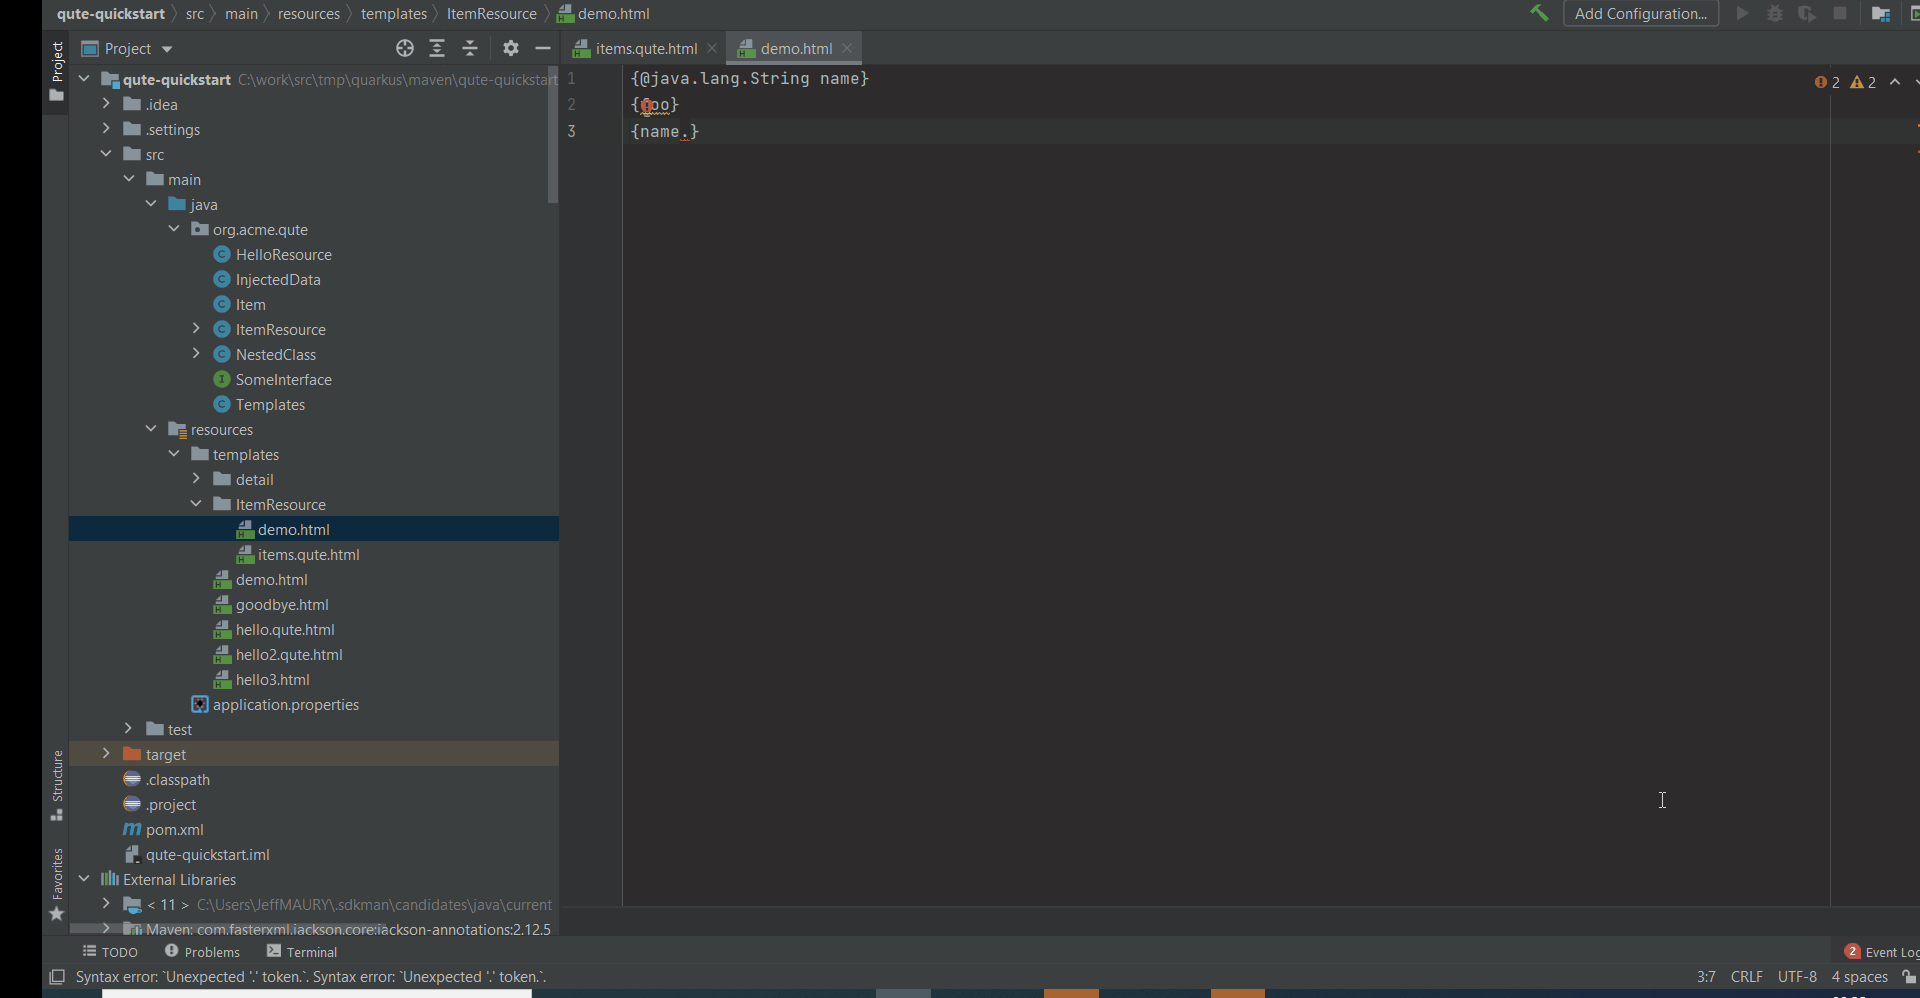 qute-quickstart src main resources templates ItemResource demo.html
Add Configuration...
Project
Project
items.qute.html
demo.html
qute-quickstart C:\work\src\tmp\quarkus\maven\qute-quickstart
.idea
.settings
src
main
java
org.acme.qute
HelloResource
InjectedData
Item
ItemResource
NestedClass
SomeInterface
Templates
resources
templates
detail
ItemResource
demo.html
items.qute.html
demo.html
goodbye.html
hello.qute.html
hello2.qute.html
hello3.html
application.properties
test
target
.classpath
.project
pom.xml
qute-quickstart.iml
External Libraries
< 11 > C:\Users\JeffMAURY\.sdkman\candidates\java\current
Maven: com.fasterxml.jackson.core:jackson-annotations:2.12.5
1 {@java.lang.String name}
2 { oo}
3 {name.}
2 2
Structure
Favorites
TODO Problems Terminal
2 Event Log
Syntax error: `Unexpected '.' token.`. Syntax error: `Unexpected '.' token.`.
3:7 CRLF UTF-8 4 spaces